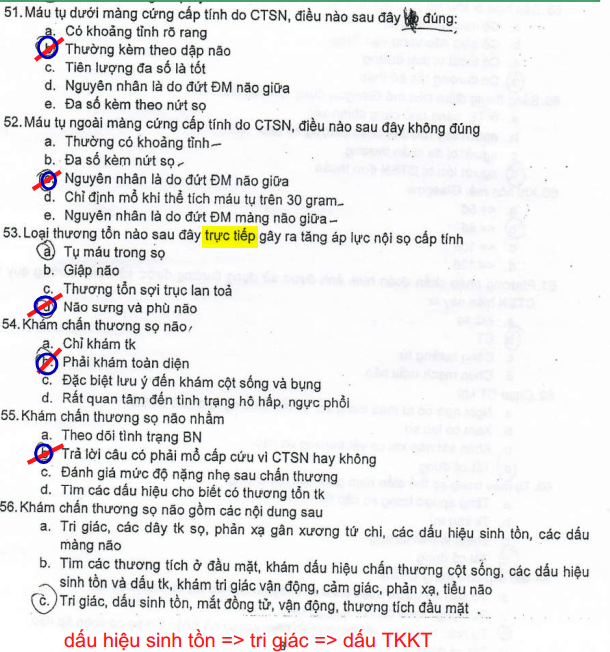 51. Máu tụ dưới màng cứng cấp tính do CTSN, điều nào sau đây đúng:
a. Có khoảng tỉnh rõ rang
b. Thường kèm theo dập não
c. Tiên lượng đa số là tốt
d. Nguyên nhân là do đứt ĐM não giữa
e. Đa số kèm theo nứt sọ
52. Máu tụ ngoài màng cứng cấp tính do CTSN, điều nào sau đây không đúng
a. Thường có khoảng tỉnh
b. Đa số kèm nứt sọ
c. Nguyên nhân là do đứt ĐM não giữa
d. Chỉ định mổ khi thể tích máu tụ trên 30 gram
e. Nguyên nhân là do đứt ĐM màng não giữa
53. Loại thương tổn nào sau đây trực tiếp gây ra tăng áp lực nội sọ cấp tính
a. Tụ máu trong sọ
b. Giập não
c. Thương tổn sợi trục lan toả
d. Não sưng và phù não
54. Khám chấn thương sọ não
a. Chỉ khám tk
b. Phải khám toàn diện
c. Đặc biệt lưu ý đến khám cột sống và bụng
d. Rất quan tâm đến tình trạng hô hấp, ngực phổi
55. Khám chấn thương sọ não nhằm
a. Theo dõi tình trạng BN
b. Trả lời câu có phải mổ cấp cứu vì CTSN hay không
c. Đánh giá mức độ nặng nhẹ sau chấn thương
d. Tìm các dấu hiệu cho biết có thương tổn tk
56. Khám chấn thương sọ não gồm các nội dung sau
a. Tri giác, các dây tk sọ, phản xạ gân xương tứ chi, các dấu hiệu sinh tồn, các dấu
màng não
b. Tìm các thương tích ở đầu mặt, khám dấu hiệu chấn thương cột sống, các dấu hiệu
sinh tồn và dấu tk, khám tri giác vận động, cảm giác, phản xạ, tiểu não
c. Tri giác, dấu sinh tồn, mắt đồng tử, vận động, thương tích đầu mặt
dấu hiệu sinh tồn => tri giác => dấu TKKT